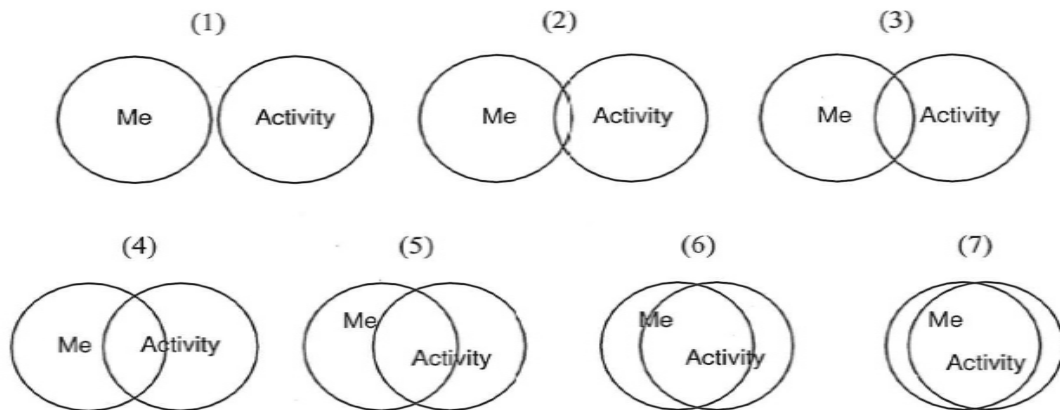 (1) (2) (3)
Me Activity Me Activity Me Activity
(4) (5) (6) (7)
Me Activity Me Activity Me Activity Me Activity